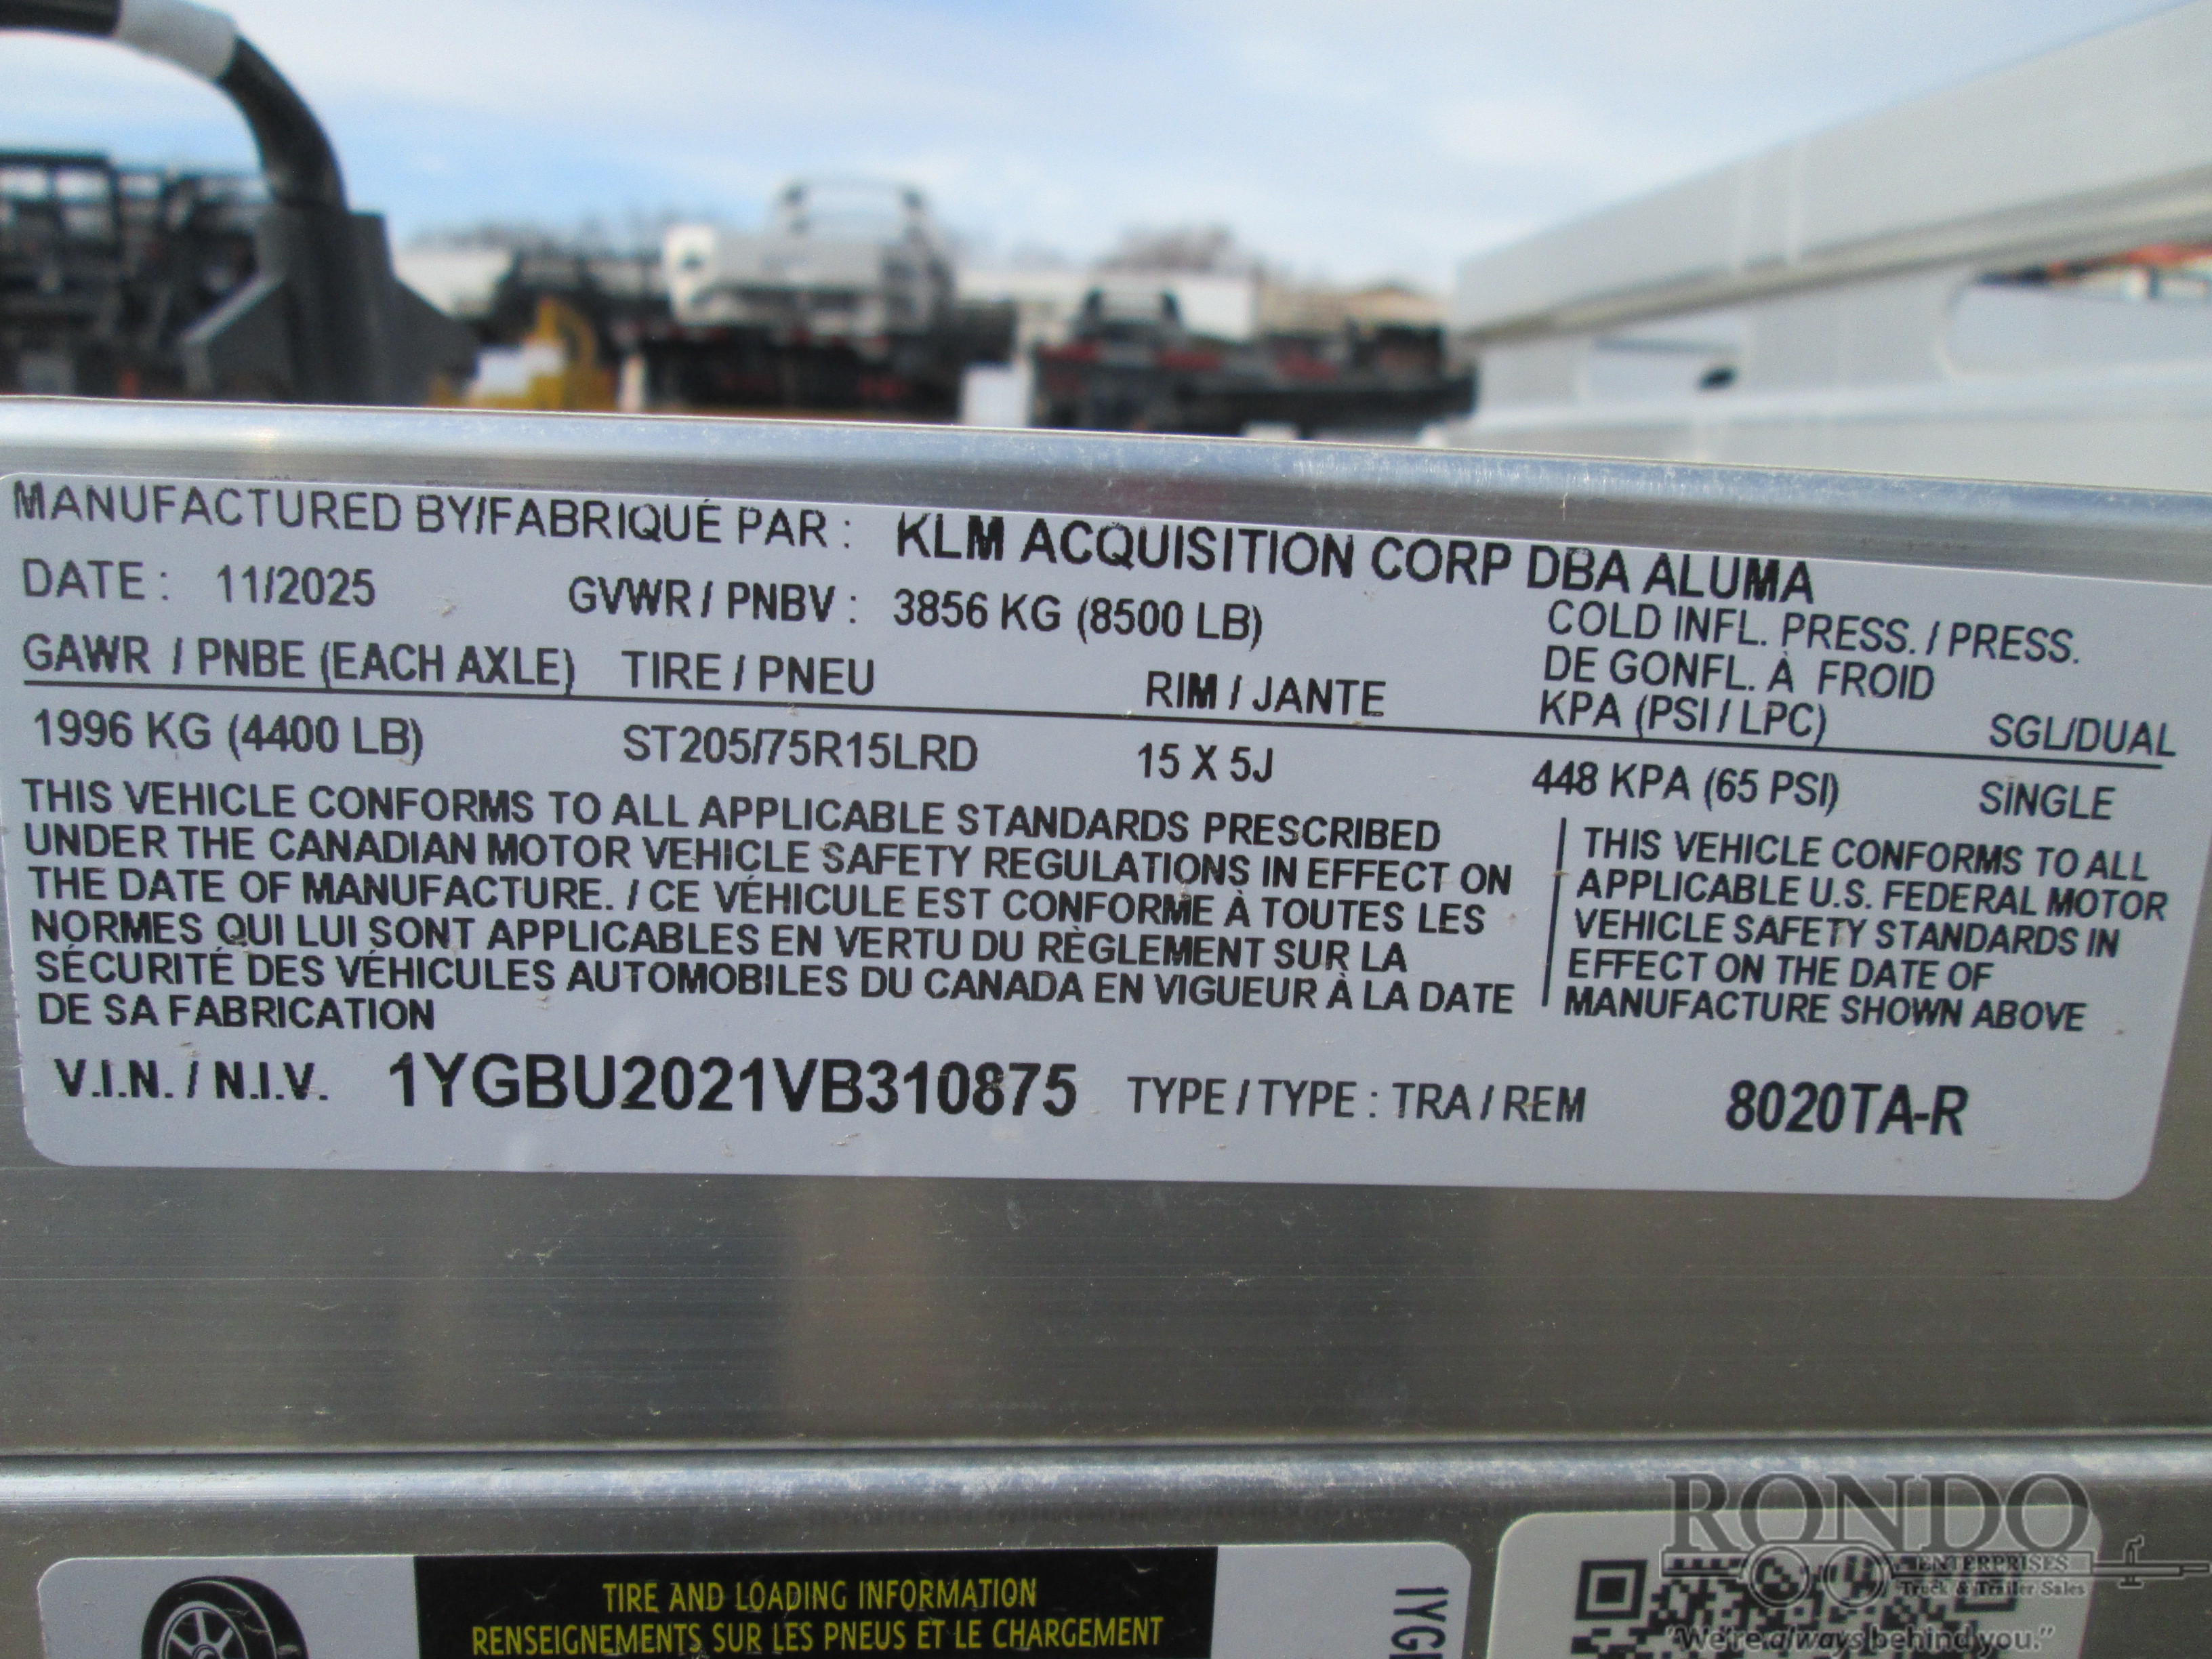 MANUFACTURED BY/FABRIQUÉ PAR : KLM ACQUISITION CORP DBA ALUMA
DATE : 11/2025 GVWR / PNBV : 3856 KG (8500 LB)
COLD INFL. PRESS. / PRESS.
DE GONFL. À FROID
GAWR / PNBE (EACH AXLE) TIRE / PNEU RIM / JANTE KPA (PSI / LPC) SGL/DUAL
1996 KG (4400 LB) ST205/75R15LRD 15 X 5J 448 KPA (65 PSI) SINGLE
THIS VEHICLE CONFORMS TO ALL APPLICABLE STANDARDS PRESCRIBED
UNDER THE CANADIAN MOTOR VEHICLE SAFETY REGULATIONS IN EFFECT ON
THE DATE OF MANUFACTURE. / CE VÉHICULE EST CONFORME À TOUTES LES
NORMES QUI LUI SONT APPLICABLES EN VERTU DU RÈGLEMENT SUR LA
SÉCURITÉ DES VÉHICULES AUTOMOBILES DU CANADA EN VIGUEUR À LA DATE
DE SA FABRICATION
THIS VEHICLE CONFORMS TO ALL
APPLICABLE U.S. FEDERAL MOTOR
VEHICLE SAFETY STANDARDS IN
EFFECT ON THE DATE OF
MANUFACTURE SHOWN ABOVE
V.I.N. / N.I.V. 1YGBU2021VB310875 TYPE / TYPE : TRA / REM 8020TA-R
TIRE AND LOADING INFORMATION
RENSEIGNEMENTS SUR LES PNEUS ET LE CHARGEMENT
RONDO
ENTERPRISES
Truck & Trailer Sales
"We're always behind you."